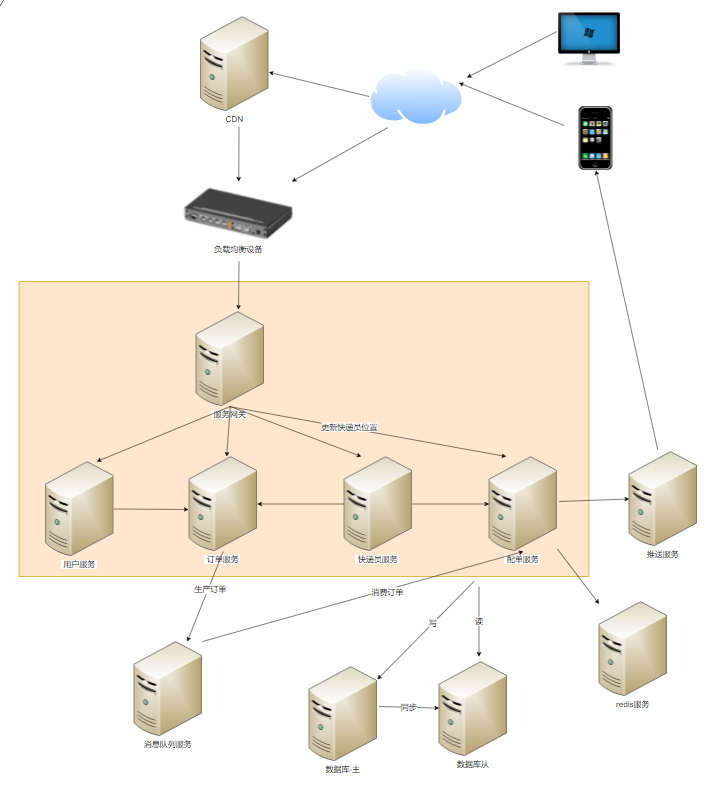 CDN
负载均衡设备
服务网关
更新快递员位置
用户服务
订单服务
快递员服务
配单服务
推送服务
生产订单
消费订单
写
读
redis服务
同步
消息队列服务
数据库-主
数据库从